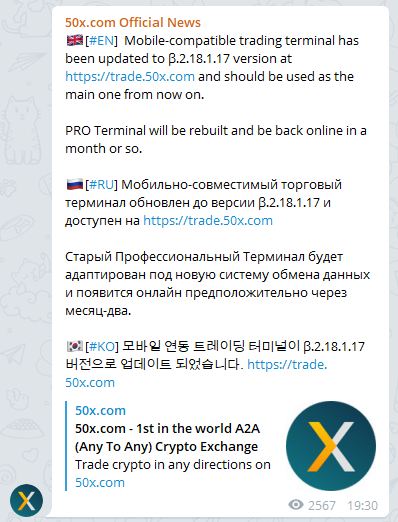 50x.com Official News
🇬🇧[#EN] Mobile-compatible trading terminal has
been updated to β.2.18.1.17 version at
https://trade.50x.com and should be used as the
main one from now on.
PRO Terminal will be rebuilt and be back online in a
month or so.
🇷🇺[#RU] Мобильно-совместимый торговый
терминал обновлен до версии β.2.18.1.17 и
доступен на https://trade.50x.com
Старый Профессиональный Терминал будет
адаптирован под новую систему обмена данных
и появится онлайн предположительно через
месяц-два.
🇰🇷[#KO] 모바일 연동 트레이딩 터미널이 β.2.18.1.17
버전으로 업데이트 되었습니다. https://trade.
50x.com
50x.com
50x.com - 1st in the world A2A
(Any To Any) Crypto Exchange
Trade crypto in any directions on
50x.com
2567 19:30